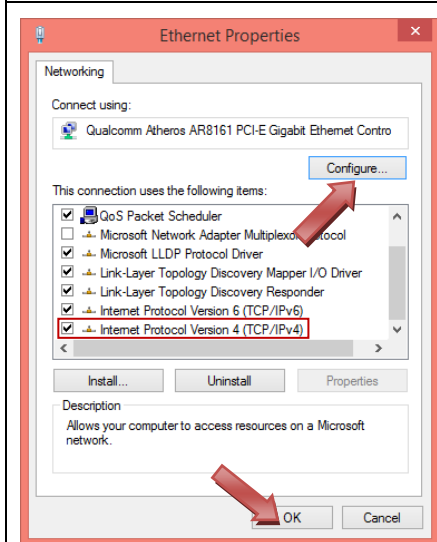 Ethernet Properties
Networking
Connect using:
Qualcomm Atheros AR8161 PCI-E Gigabit Ethernet Contro
Configure...
This connection uses the following items:
QoS Packet Scheduler
Microsoft Network Adapter Multiplexor Protocol
Microsoft LLDP Protocol Driver
Link-Layer Topology Discovery Mapper I/O Driver
Link-Layer Topology Discovery Responder
Internet Protocol Version 6 (TCP/IPv6)
Internet Protocol Version 4 (TCP/IPv4)
Install... Uninstall Properties
Description
Allows your computer to access resources on a Microsoft
network.
OK Cancel